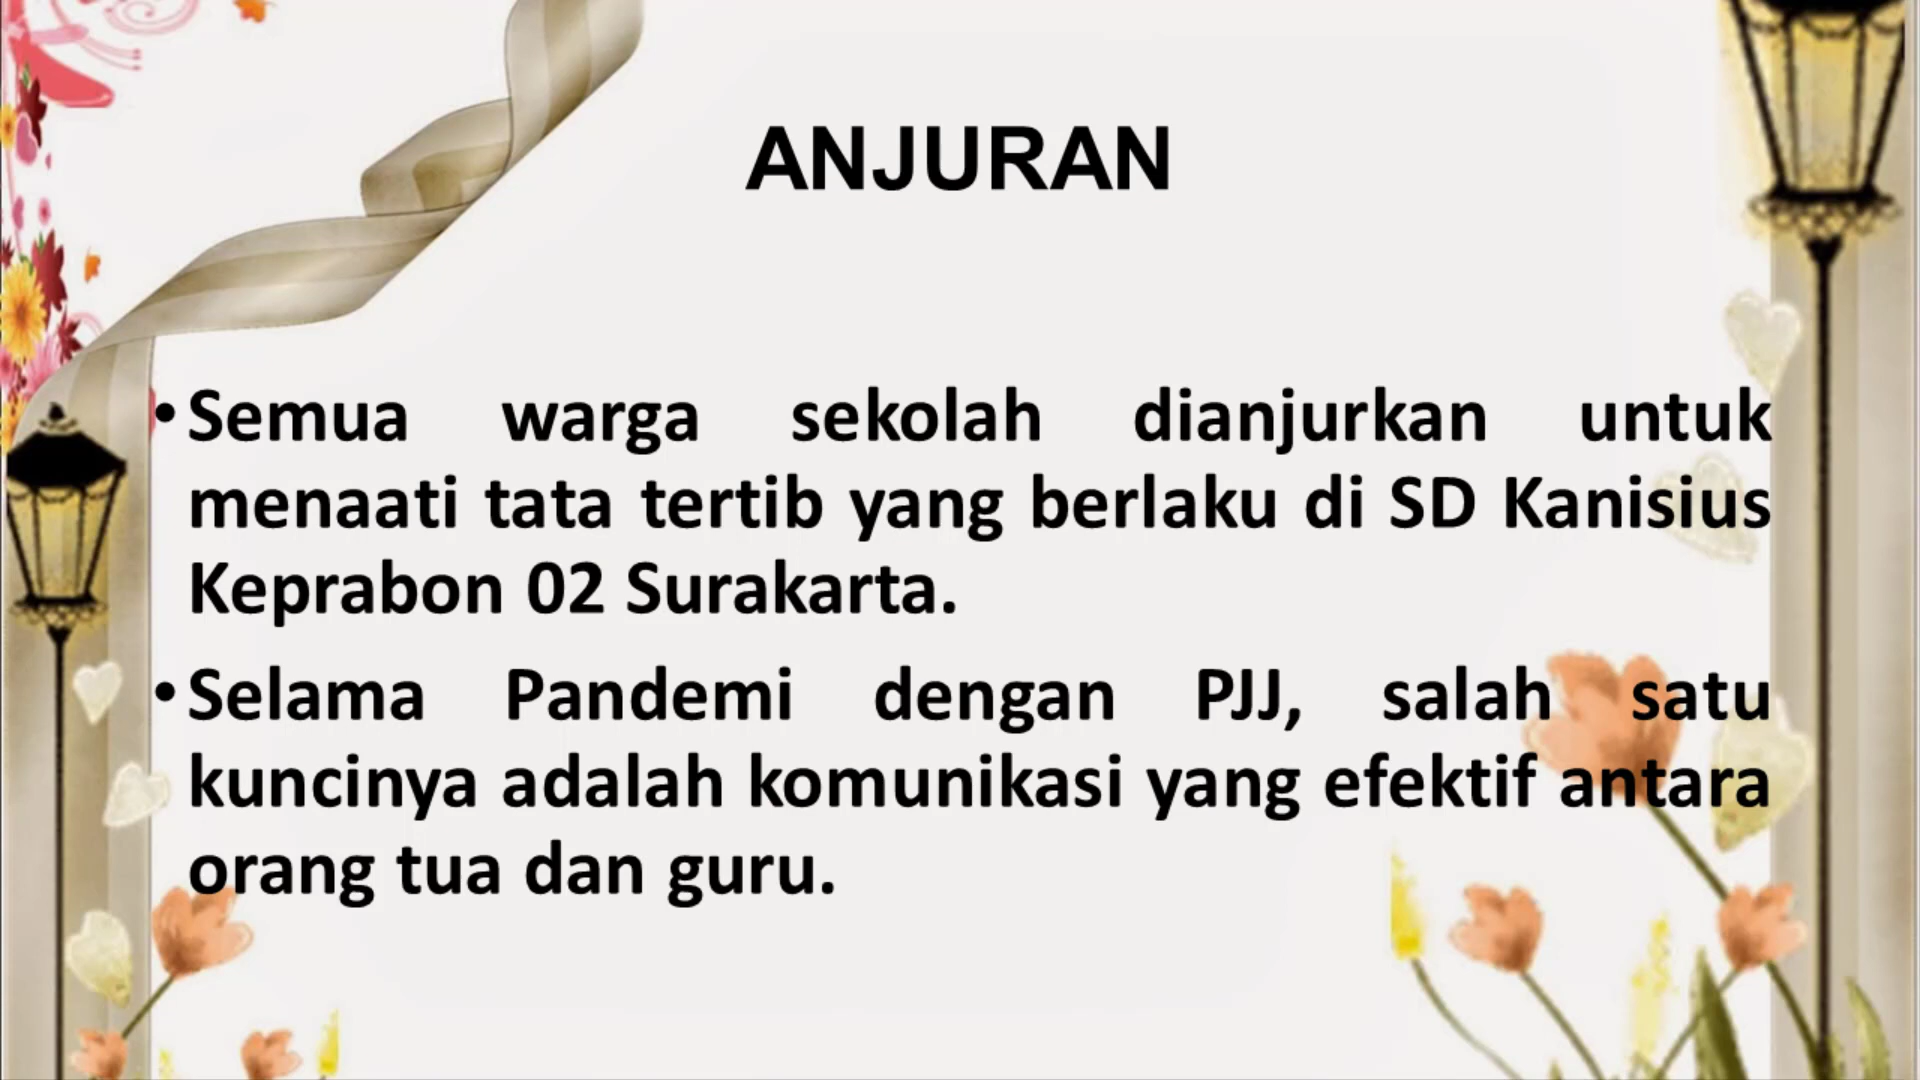 ANJURAN
•Semua warga sekolah dianjurkan untuk
menaati tata tertib yang berlaku di SD Kanisius
Keprabon 02 Surakarta.
•Selama Pandemi dengan PJJ, salah satu
kuncinya adalah komunikasi yang efektif antara
orang tua dan guru.